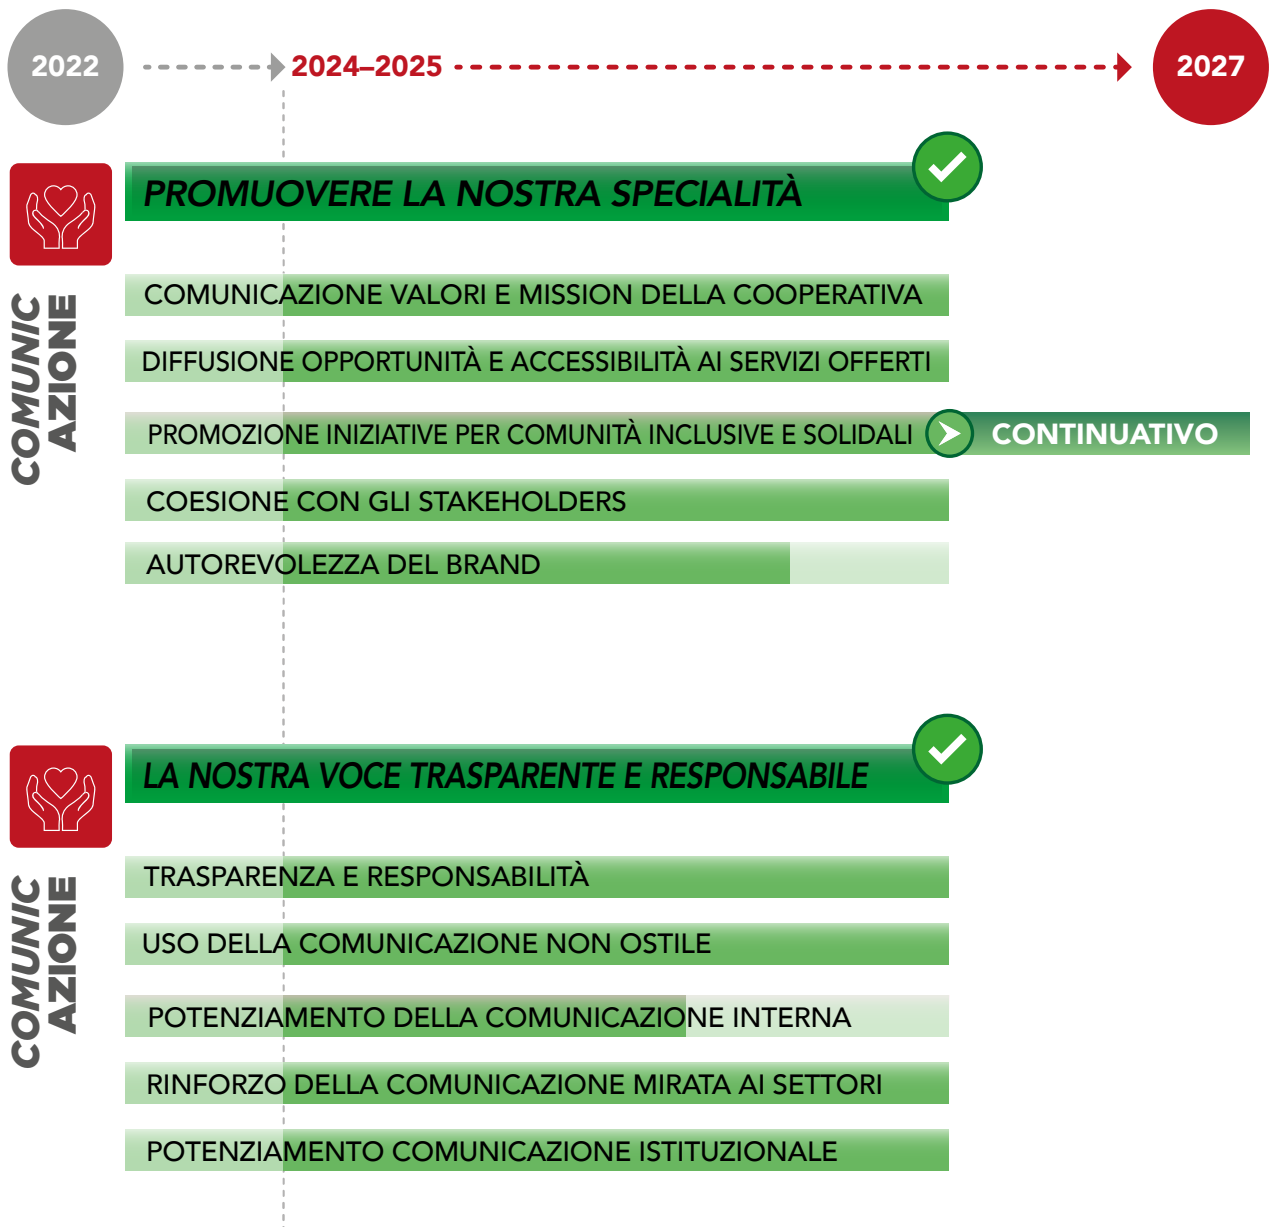 2022
2024–2025
2027
PROMUOVERE LA NOSTRA SPECIALITÀ
COMUNIC
AZIONE
COMUNICAZIONE VALORI E MISSION DELLA COOPERATIVA
DIFFUSIONE OPPORTUNITÀ E ACCESSIBILITÀ AI SERVIZI OFFERTI
PROMOZIONE INIZIATIVE PER COMUNITÀ INCLUSIVE E SOLIDALI
CONTINUATIVO
COESIONE CON GLI STAKEHOLDERS
AUTOREVOLEZZA DEL BRAND
LA NOSTRA VOCE TRASPARENTE E RESPONSABILE
COMUNIC
AZIONE
TRASPARENZA E RESPONSABILITÀ
USO DELLA COMUNICAZIONE NON OSTILE
POTENZIAMENTO DELLA COMUNICAZIONE INTERNA
RINFORZO DELLA COMUNICAZIONE MIRATA AI SETTORI
POTENZIAMENTO COMUNICAZIONE ISTITUZIONALE